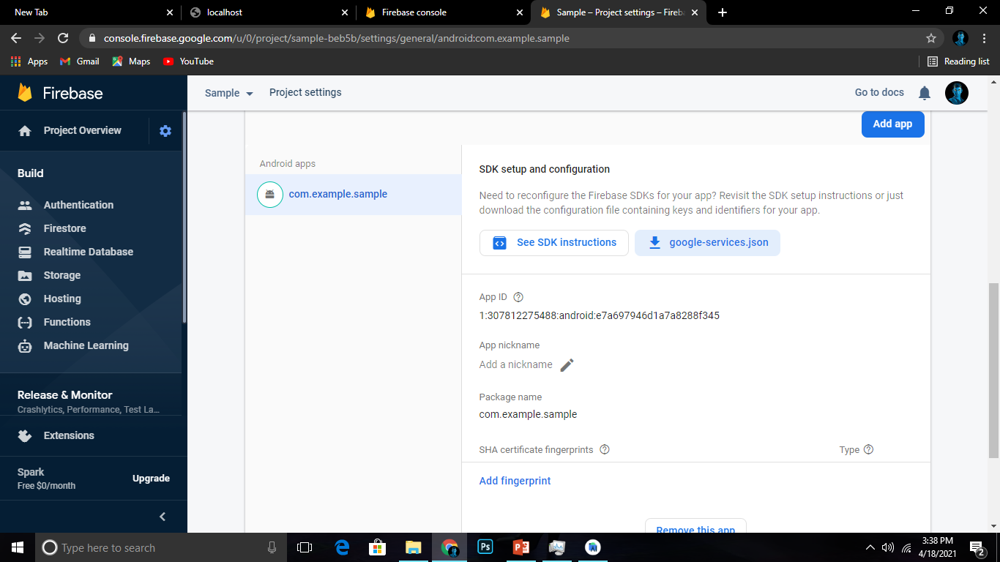 New Tab
localhost
Firebase console
Sample – Project settings – Fireba
console.firebase.google.com/u/0/project/sample-beb5b/settings/general/android:com.example.sample
Apps
Gmail
Maps
YouTube
Reading list
Firebase
Sample
Project settings
Go to docs
Project Overview
Build
Authentication
Firestore
Realtime Database
Storage
Hosting
Functions
Machine Learning
Release & Monitor
Crashlytics, Performance, Test La...
Extensions
Spark
Free $0/month
Upgrade
Add app
Android apps
com.example.sample
SDK setup and configuration
Need to reconfigure the Firebase SDKs for your app? Revisit the SDK setup instructions or just
download the configuration file containing keys and identifiers for your app.
See SDK instructions
google-services.json
App ID
1:307812275488:android:e7a697946d1a7a8288f345
App nickname
Add a nickname
Package name
com.example.sample
SHA certificate fingerprints
Type
Add fingerprint
Remove this app
Type here to search
Ps
3:38 PM
4/18/2021
2